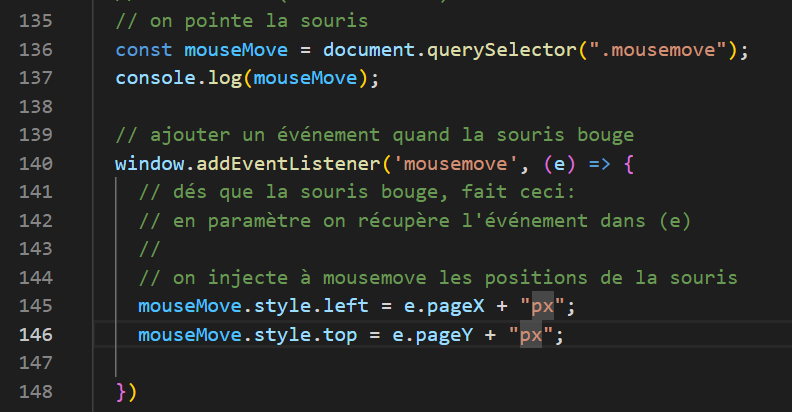 135 // on pointe la souris
136 const mouseMove = document.querySelector(".mousemove");
137 console.log(mouseMove);
138
139 // ajouter un événement quand la souris bouge
140 window.addEventListener('mousemove', (e) => {
141 // dés que la souris bouge, fait ceci:
142 // en paramètre on récupère l'événement dans (e)
143 //
144 // on injecte à mousemove les positions de la souris
145 mouseMove.style.left = e.pageX + "px";
146 mouseMove.style.top = e.pageY + "px";
147
148 })